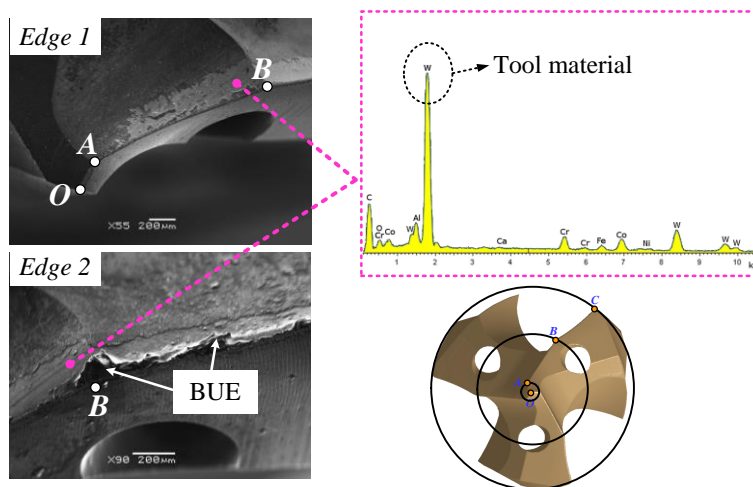 Edge 1
B
A
O
X55 200μm
Edge 2
B
BUE
X90 200μm
W
Tool material
C
O
Cr
Co
W
Al
Ca
Cr
Cr
Fe
Co
Ni
W
W
W
1 2 3 4 5 6 7 8 9 10 k
C
B
A
O